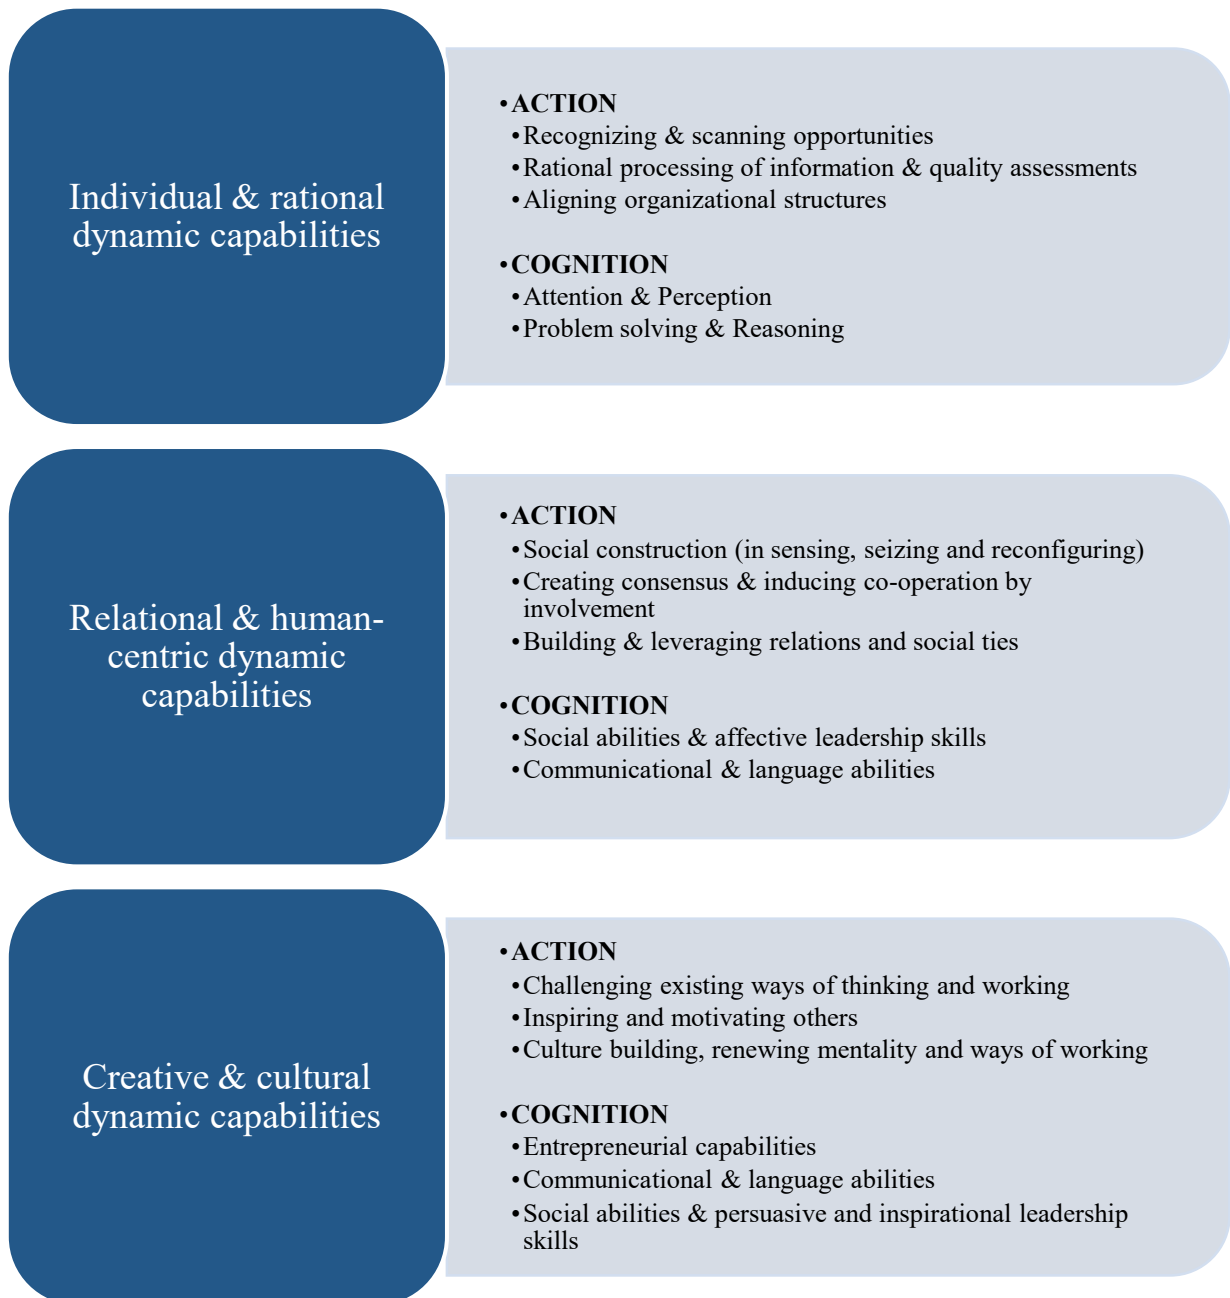 Individual & rational
dynamic capabilities
•ACTION
•Recognizing & scanning opportunities
•Rational processing of information & quality assessments
•Aligning organizational structures
•COGNITION
•Attention & Perception
•Problem solving & Reasoning
Relational & human-
centric dynamic
capabilities
•ACTION
•Social construction (in sensing, seizing and reconfiguring)
•Creating consensus & inducing co-operation by
involvement
•Building & leveraging relations and social ties
•COGNITION
•Social abilities & affective leadership skills
•Communicational & language abilities
Creative & cultural
dynamic capabilities
•ACTION
•Challenging existing ways of thinking and working
•Inspiring and motivating others
•Culture building, renewing mentality and ways of working
•COGNITION
•Entrepreneurial capabilities
•Communicational & language abilities
•Social abilities & persuasive and inspirational leadership
skills